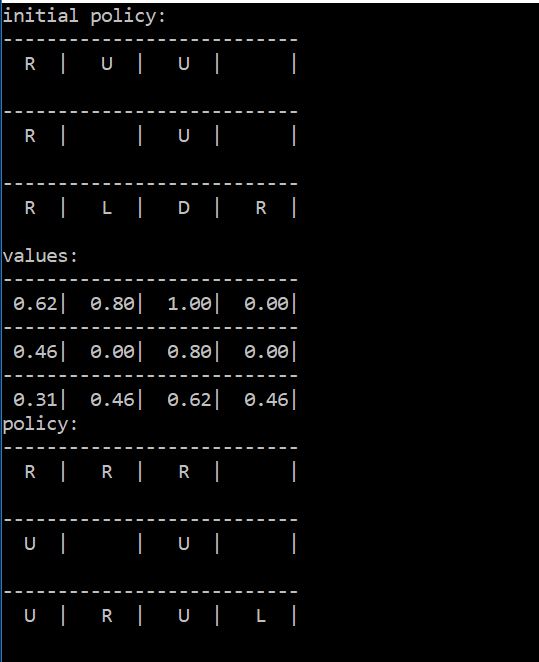 initial policy:
---------------------------
  R  |   U  |   U  |      |

---------------------------
  R  |      |   U  |      |

---------------------------
  R  |   L  |   D  |   R  |

values:
---------------------------
 0.62|  0.80|  1.00|  0.00|
---------------------------
 0.46|  0.00|  0.80|  0.00|
---------------------------
 0.31|  0.46|  0.62|  0.46|
policy:
---------------------------
  R  |   R  |   R  |      |

---------------------------
  U  |      |   U  |      |

---------------------------
  U  |   R  |   U  |   L  |